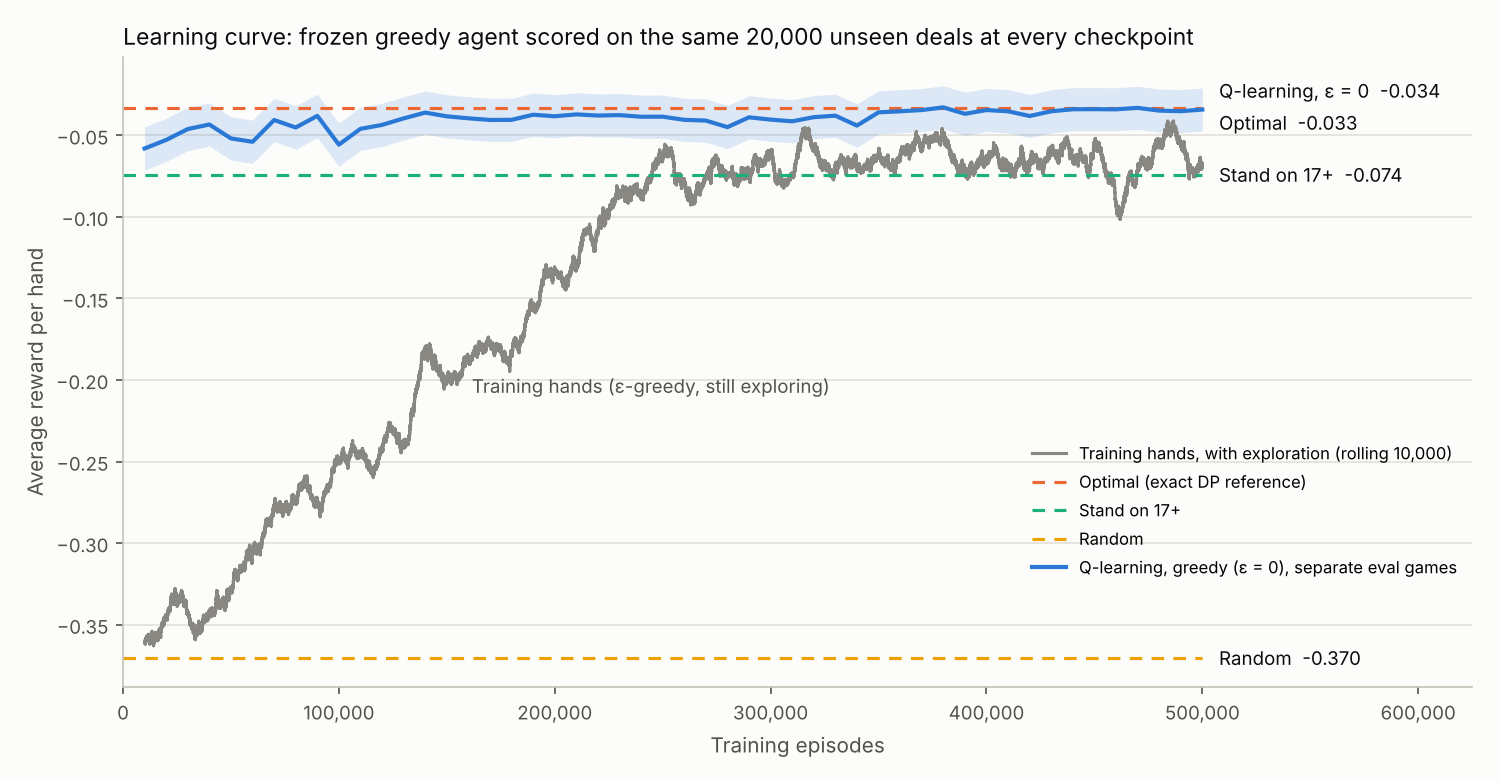 Learning curve: frozen greedy agent scored on the same 20,000 unseen deals at every checkpoint
Q-learning, ε = 0  -0.034
Optimal  -0.033
Stand on 17+  -0.074
Random  -0.370
Training hands (ε-greedy, still exploring)
Training hands, with exploration (rolling 10,000)
Optimal (exact DP reference)
Stand on 17+
Random
Q-learning, greedy (ε = 0), separate eval games
Average reward per hand
−0.05
−0.10
−0.15
−0.20
−0.25
−0.30
−0.35
0
100,000
200,000
300,000
400,000
500,000
600,000
Training episodes